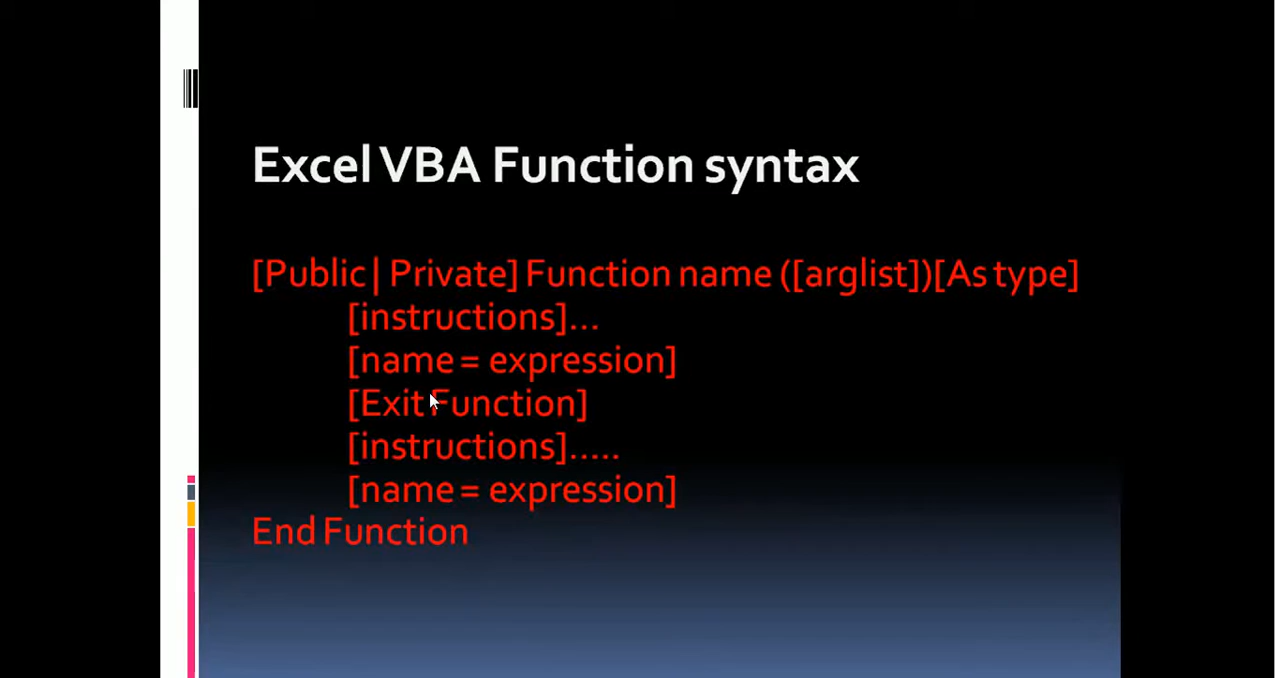 Excel VBA Function syntax
[Public | Private] Function name ([arglist])[As type]
[instructions]...
[name = expression]
[Exit Function]
[instructions].....
[name = expression]
End Function